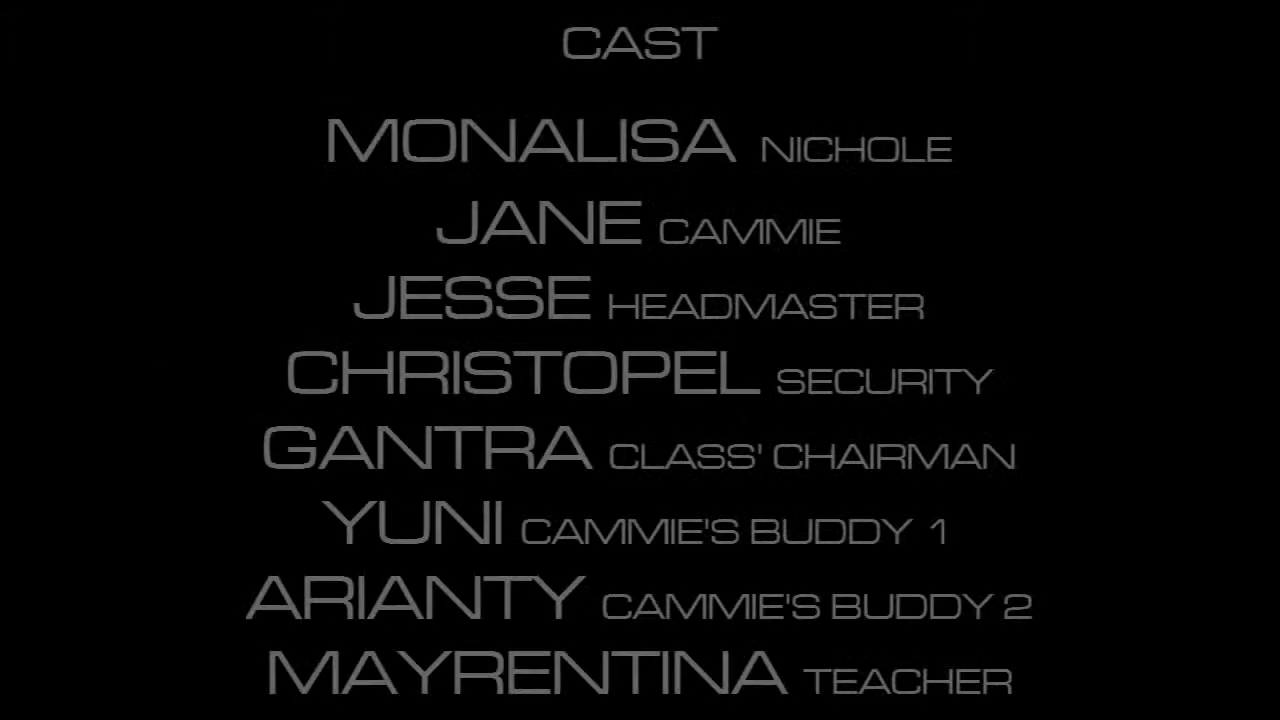 CAST
MONALISA NICHOLE
JANE CAMMIE
JESSE HEADMASTER
CHRISTOPEL SECURITY
GANTRA CLASS' CHAIRMAN
YUNI CAMMIE'S BUDDY 1
ARIANTY CAMMIE'S BUDDY 2
MAYRENTINA TEACHER